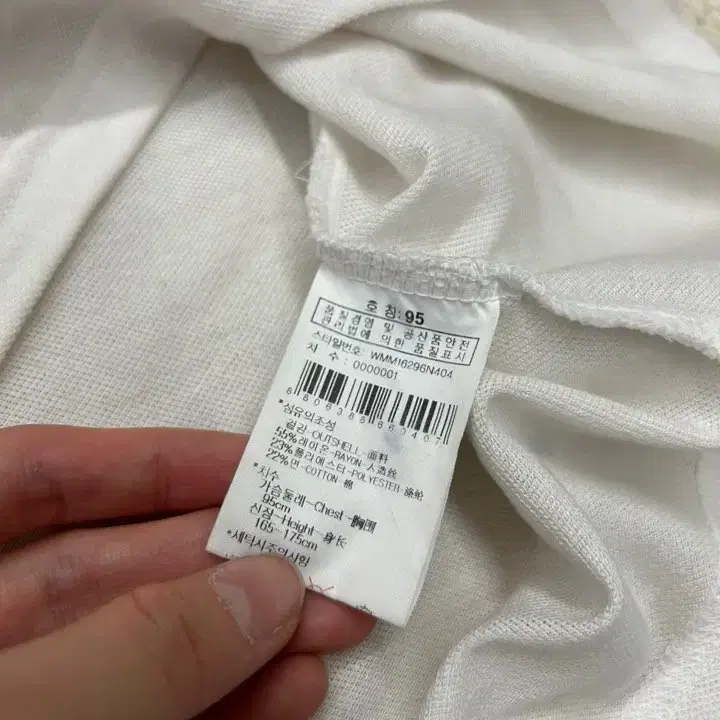 호 칭: 95
품질경영 및 공산품안전
관리법에 의한 품질표시
스타일번호: WMM16296N404
치 수 : 0000001
*섬유의조성
겉감-OUTSHELL-面料
55%레이온-RAYON-人造丝
23%폴리에스터-POLYESTER-涤纶
22%면-COTTON-棉
*치수
가슴둘레-Chest-胸围
95cm
신장-Height-身长
165-175cm
*세탁시주의사항